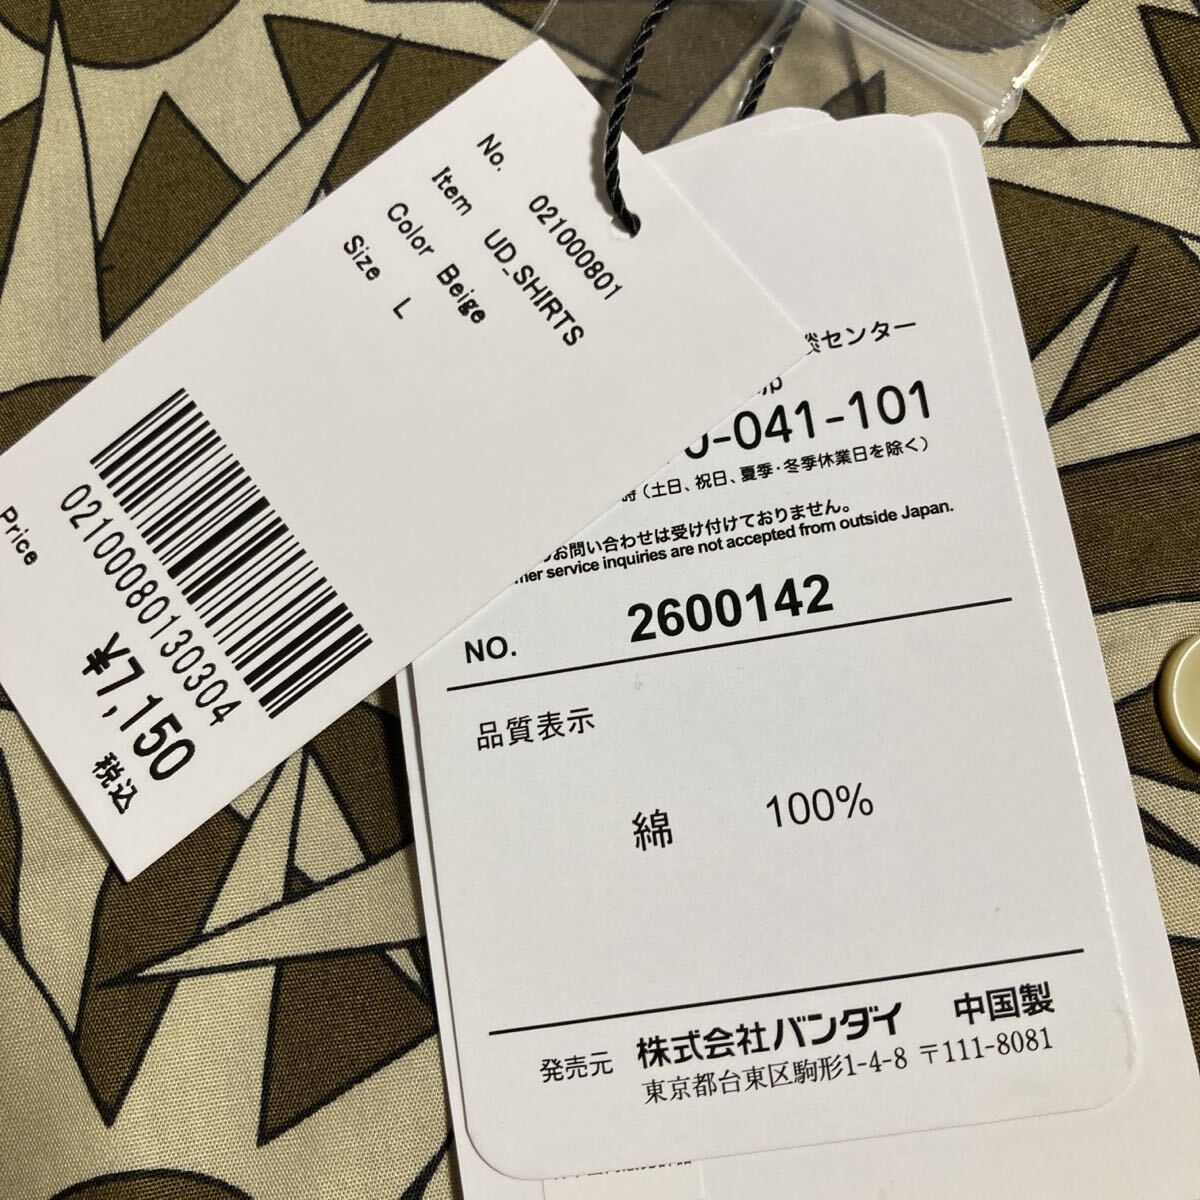 No. 021000801
Item UD_SHIRTS
Color Beige
Size L
02100080130304
Price ¥7,150
税込
談センター
0-041-101
時(土日、祝日、夏季・冬季休業日を除く)
お問い合わせは受け付けておりません。
service inquiries are not accepted from outside Japan.
NO. 2600142
品質表示
綿 100%
発売元 株式会社バンダイ 中国製
東京都台東区駒形1-4-8 〒111-8081